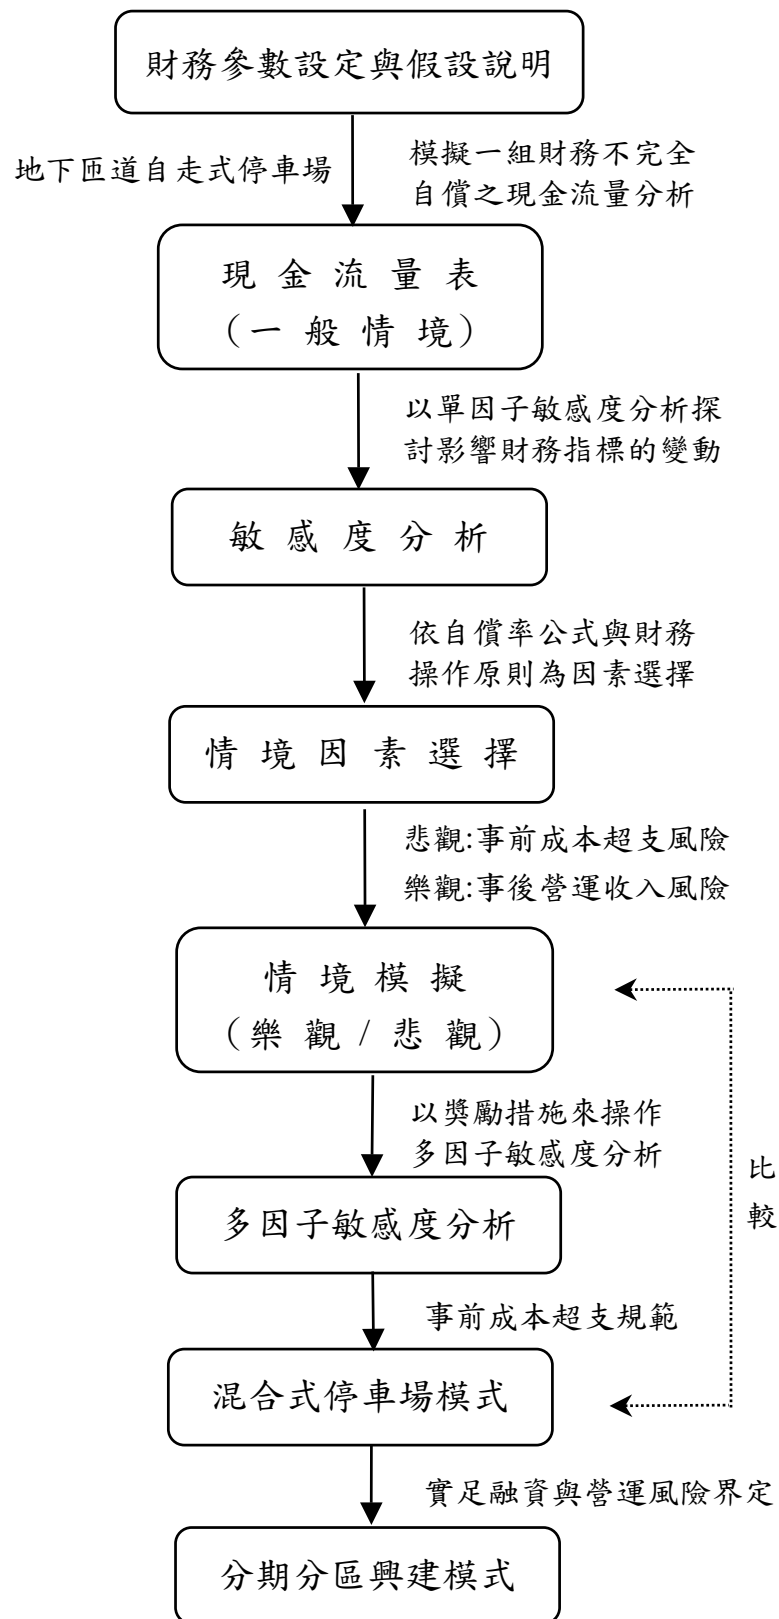 財務參數設定與假設說明
地下匝道自走式停車場
模擬一組財務不完全
自償之現金流量分析
現金流量表
(一般情境)
以單因子敏感度分析探
討影響財務指標的變動
敏感度分析
依自償率公式與財務
操作原則為因素選擇
情境因素選擇
悲觀:事前成本超支風險
樂觀:事後營運收入風險
情境模擬
(樂觀/悲觀)
以獎勵措施來操作
多因子敏感度分析
比
較
多因子敏感度分析
事前成本超支規範
混合式停車場模式
實足融資與營運風險界定
分期分區興建模式